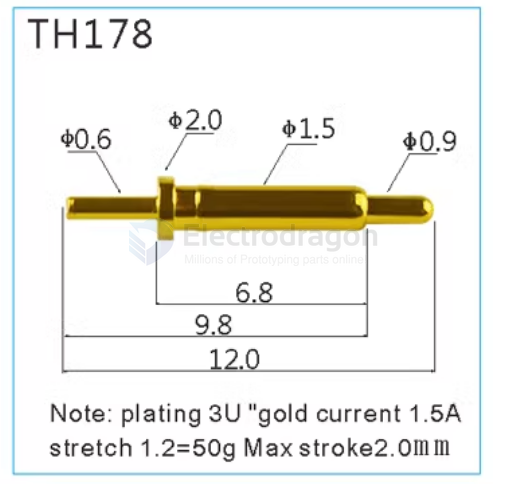 TH178
Φ2.0
Φ1.5
Φ0.6
Φ0.9
Electrodragon
Millions of Prototyping parts online
6.8
9.8
12.0
Note: plating 3U "gold current 1.5A
stretch 1.2=50g Max stroke2.0mm